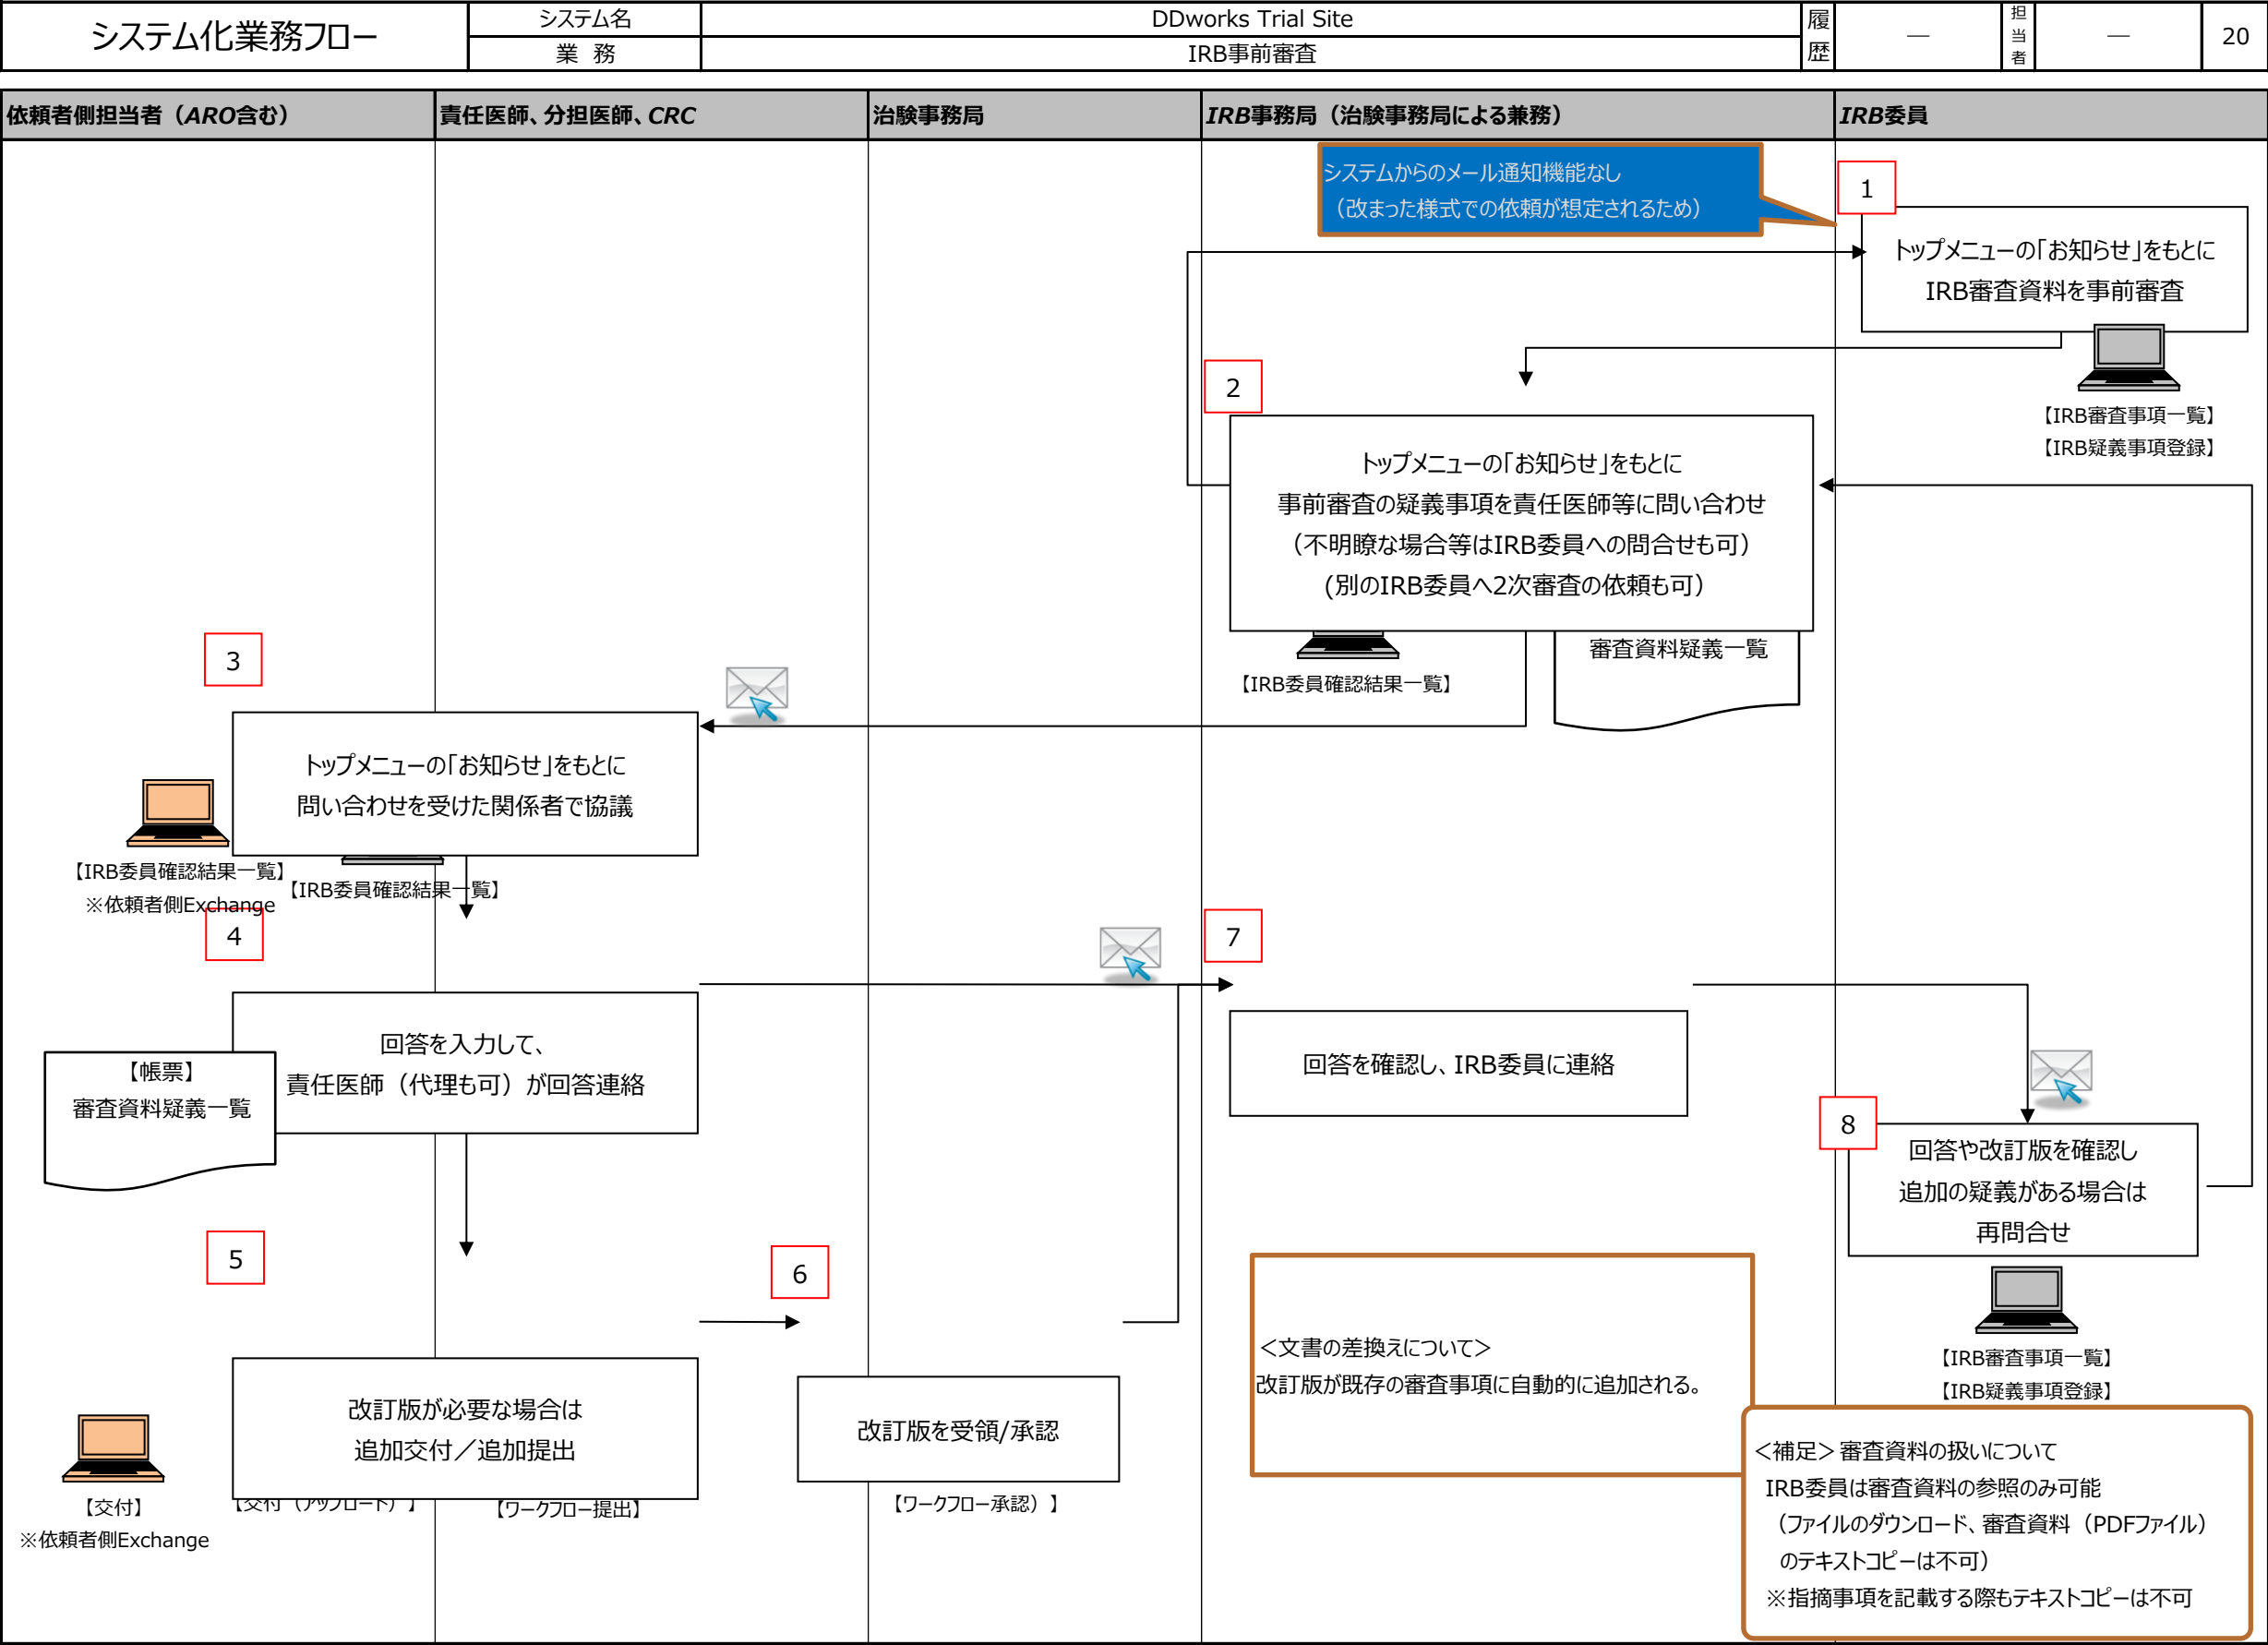 システム化業務フロー
システム名
DDworks Trial Site
業 務
IRB事前審査
履歴
―
担当者
―
20
依頼者側担当者（ARO含む）
責任医師、分担医師、CRC
治験事務局
IRB事務局（治験事務局による兼務）
IRB委員
システムからのメール通知機能なし
（改まった様式での依頼が想定されるため）
1
トップメニューの「お知らせ」をもとに
IRB審査資料を事前審査
【IRB審査事項一覧】
【IRB疑義事項登録】
2
トップメニューの「お知らせ」をもとに
事前審査の疑義事項を責任医師等に問い合わせ
（不明瞭な場合等はIRB委員への問合せも可）
(別のIRB委員へ2次審査の依頼も可）
審査資料疑義一覧
【IRB委員確認結果一覧】
3
トップメニューの「お知らせ」をもとに
問い合わせを受けた関係者で協議
【IRB委員確認結果一覧】
※依頼者側Exchange
【IRB委員確認結果一覧】
4
回答を入力して、
責任医師（代理も可）が回答連絡
【帳票】
審査資料疑義一覧
7
回答を確認し、IRB委員に連絡
8
回答や改訂版を確認し
追加の疑義がある場合は
再問合せ
【IRB審査事項一覧】
【IRB疑義事項登録】
5
改訂版が必要な場合は
追加交付／追加提出
【交付】
※依頼者側Exchange
【交付（アップロード）】
【ワークフロー提出】
6
改訂版を受領/承認
【ワークフロー承認）】
＜文書の差換えについて＞
改訂版が既存の審査事項に自動的に追加される。
＜補足＞審査資料の扱いについて
IRB委員は審査資料の参照のみ可能
（ファイルのダウンロード、審査資料（PDFファイル）
のテキストコピーは不可）
※指摘事項を記載する際もテキストコピーは不可